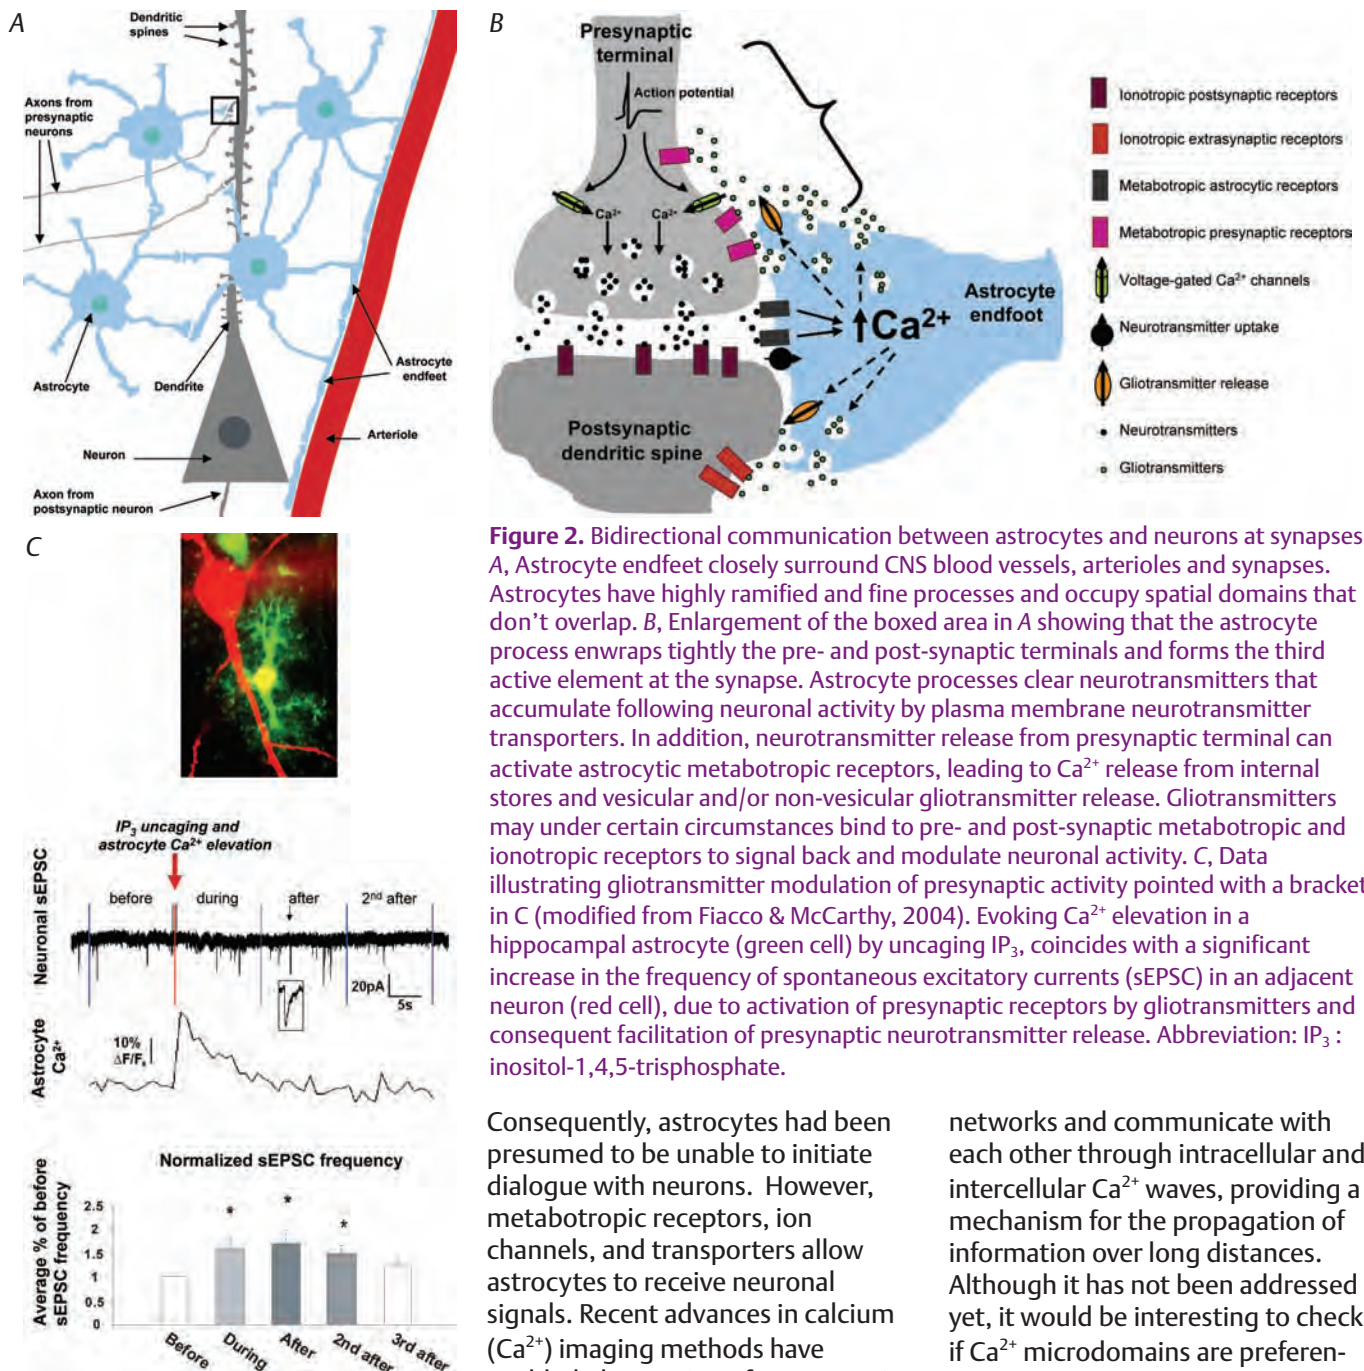 A
Dendritic
spines
Axons from
presynaptic
neurons
Astrocyte
Dendrite
Astrocyte
endfeet
Arteriole
Neuron
Axon from
postsynaptic neuron
B
Presynaptic
terminal
Action potential
Ca²⁺
Ca²⁺
↑Ca²⁺
Astrocyte
endfoot
Postsynaptic
dendritic spine
Ionotropic postsynaptic receptors
Ionotropic extrasynaptic receptors
Metabotropic astrocytic receptors
Metabotropic presynaptic receptors
Voltage-gated Ca²⁺ channels
Neurotransmitter uptake
Gliotransmitter release
Neurotransmitters
Gliotransmitters
C
IP₃ uncaging and
astrocyte Ca²⁺ elevation
before
during
after
2nd after
Neuronal sEPSC
20pA
5s
Astrocyte
Ca²⁺
10%
ΔF/F₀
Normalized sEPSC frequency
Average % of before
sEPSC frequency
2.5
2
1.5
1
0.5
0
*
*
*
Before
During
After
2nd after
3rd after
Figure 2. Bidirectional communication between astrocytes and neurons at synapses
A, Astrocyte endfeet closely surround CNS blood vessels, arterioles and synapses.
Astrocytes have highly ramified and fine processes and occupy spatial domains that
don't overlap. B, Enlargement of the boxed area in A showing that the astrocyte
process enwraps tightly the pre- and post-synaptic terminals and forms the third
active element at the synapse. Astrocyte processes clear neurotransmitters that
accumulate following neuronal activity by plasma membrane neurotransmitter
transporters. In addition, neurotransmitter release from presynaptic terminal can
activate astrocytic metabotropic receptors, leading to Ca²⁺ release from internal
stores and vesicular and/or non-vesicular gliotransmitter release. Gliotransmitters
may under certain circumstances bind to pre- and post-synaptic metabotropic and
ionotropic receptors to signal back and modulate neuronal activity. C, Data
illustrating gliotransmitter modulation of presynaptic activity pointed with a bracket
in C (modified from Fiacco & McCarthy, 2004). Evoking Ca²⁺ elevation in a
hippocampal astrocyte (green cell) by uncaging IP₃, coincides with a significant
increase in the frequency of spontaneous excitatory currents (sEPSC) in an adjacent
neuron (red cell), due to activation of presynaptic receptors by gliotransmitters and
consequent facilitation of presynaptic neurotransmitter release. Abbreviation: IP₃ :
inositol-1,4,5-trisphosphate.
Consequently, astrocytes had been
presumed to be unable to initiate
dialogue with neurons. However,
metabotropic receptors, ion
channels, and transporters allow
astrocytes to receive neuronal
signals. Recent advances in calcium
(Ca²⁺) imaging methods have
networks and communicate with
each other through intracellular and
intercellular Ca²⁺ waves, providing a
mechanism for the propagation of
information over long distances.
Although it has not been addressed
yet, it would be interesting to check
if Ca²⁺ microdomains are preferen-